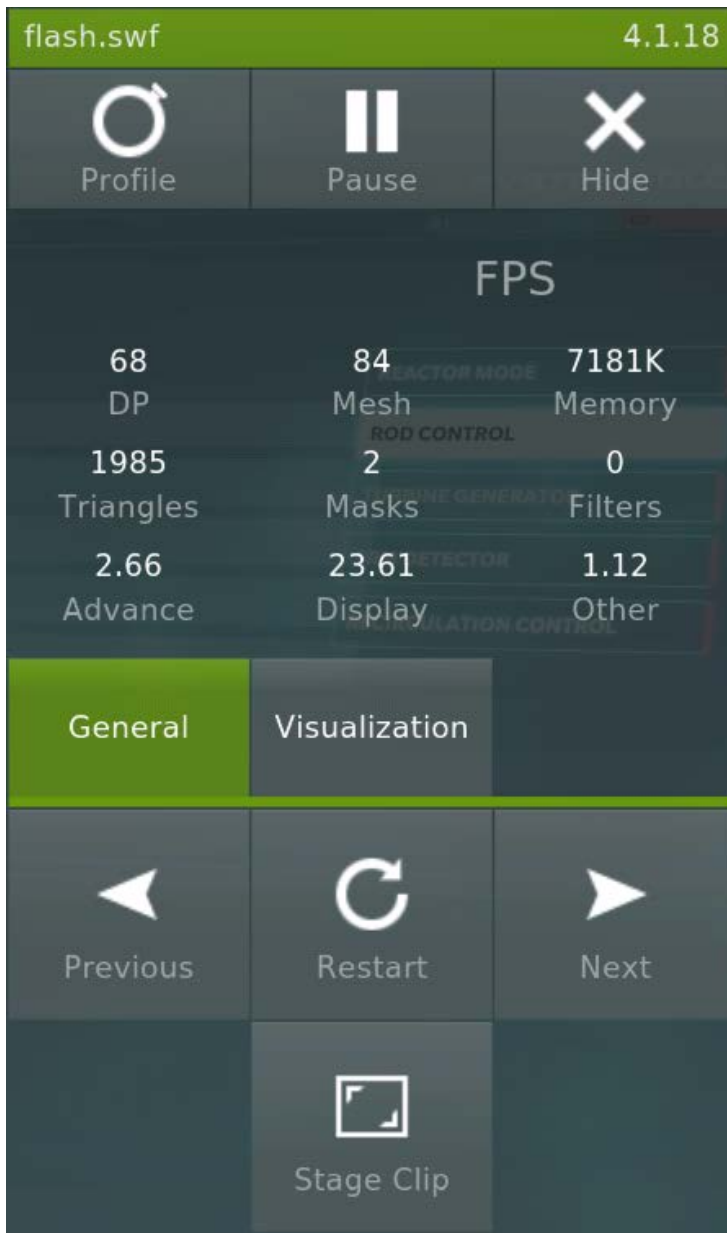 flash.swf 4.1.18
Profile Pause Hide
FPS
68 84 7181K
REACTOR MODE
DP Mesh Memory
ROD CONTROL
1985 2 0
Triangles Masks Filters
2.66 23.61 1.12
Advance Display Other
General Visualization
Previous Restart Next
Stage Clip